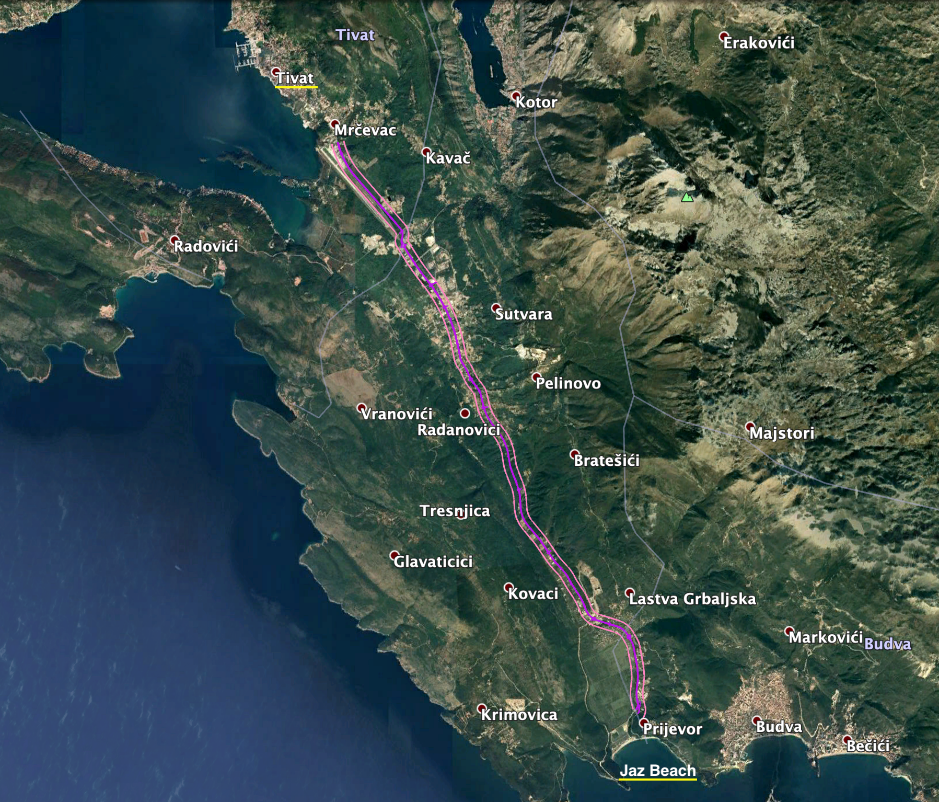 Tivat
Erakovići
Tivat
Kotor
Mrčevac
Kavač
Radovići
Sutvara
Pelinovo
Vranovići
Radanovici
Majstori
Bratešići
Tresnjica
Glavaticici
Kovaci
Lastva Grbaljska
Markovići
Budva
Krimovica
Prijevor
Budva
Bečići
Jaz Beach